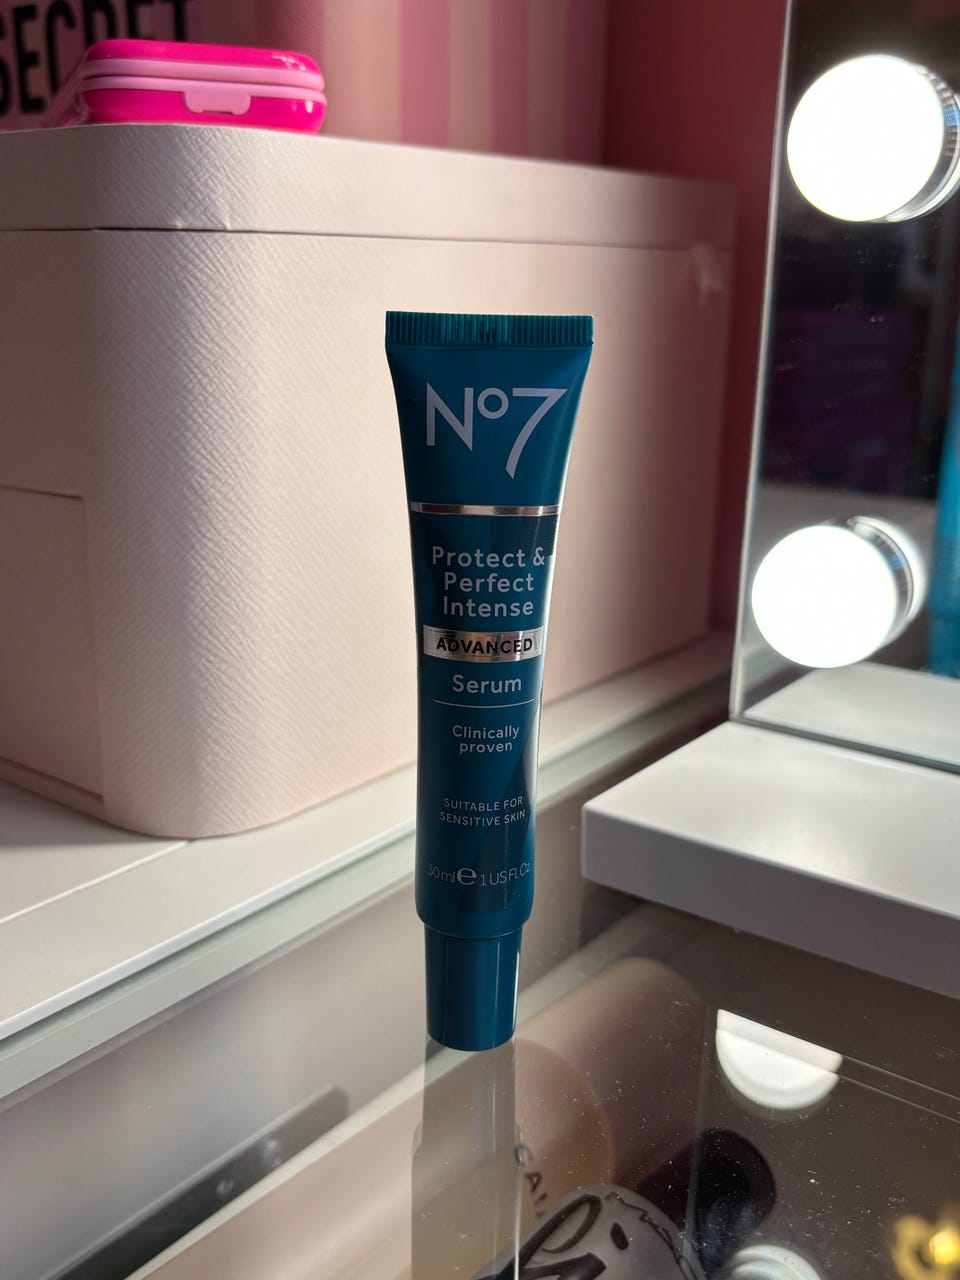 SECRET
No7
Protect &
Perfect
Intense
ADVANCED
Serum
Clinically
proven
SUITABLE FOR
SENSITIVE SKIN
30ml e 1 US Fl. Oz.